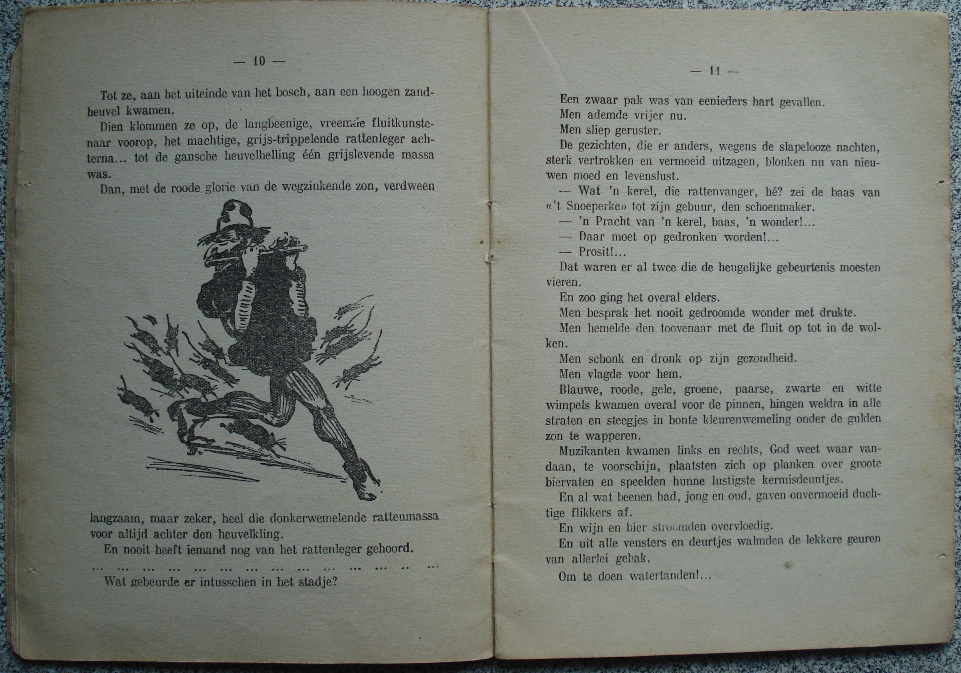 — 10 —
Tot ze, aan het uiteinde van het bosch, aan een hoogen zand-
heuvel kwamen.
Dien klommen ze op, de langbeenige, vreemde fluitkunste-
naar voorop, het machtige, grijs-trippelende rattenleger ach-
terna... tot de gansche heuvelhelling één grijslevende massa
was.
Dan, met de roode glorie van de wegzinkende zon, verdween
langzaam, maar zeker, heel die donkerwemelende rattenmassa
voor altijd achter den heuvelkling.
En nooit heeft iemand nog van het rattenleger gehoord.
... ... ... ... ... ... ... ... ... ... ... ... .. ...
Wat gebeurde er intusschen in het stadje?
— 11 —
Een zwaar pak was van eenieders hart gevallen.
Men ademde vrijer nu.
Men sliep geruster.
De gezichten, die er anders, wegens de slapelooze nachten,
sterk vertrokken en vermoeid uitzagen, blonken nu van nieu-
wen moed en levenslust.
— Wat 'n kerel, die rattenvanger, hé? zei de baas van
«'t Snoeperke» tot zijn gebuur, den schoenmaker.
— 'n Pracht van 'n kerel, baas, 'n wonder!...
— Daar moet op gedronken worden!...
— Prosit!...
Dat waren er al twee die de heugelijke gebeurtenis moesten
vieren.
En zoo ging het overal elders.
Men besprak het nooit gedroomde wonder met drukte.
Men hemelde den toovenaar met de fluit op tot in de wol-
ken.
Men schonk en dronk op zijn gezondheid.
Men vlagde voor hem.
Blauwe, roode, gele, groene, paarse, zwarte en witte
wimpels kwamen overal voor de pinnen, hingen weldra in alle
straten en steegjes in bonte kleurenwemeling onder de gulden
zon te wapperen.
Muzikanten kwamen links en rechts, God weet waar van-
daan, te voorschijn, plaatsten zich op planken over groote
biervaten en speelden hunne lustigste kermisdeuntjes.
En al wat beenen had, jong en oud, gaven onvermoeid duch-
tige flikkers af.
En wijn en bier stroomden overvloedig.
En uit alle vensters en deurtjes walmden de lekkere geuren
van allerlei gebak.
Om te doen watertanden!...